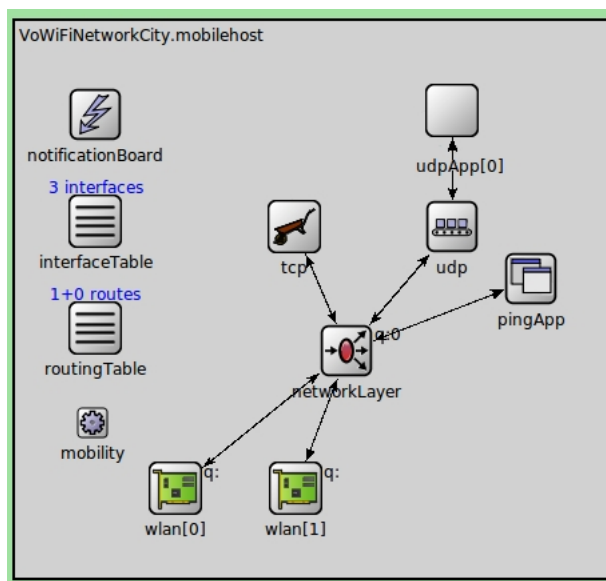 VoWiFiNetworkCity.mobilehost
notificationBoard
udpApp[0]
3 interfaces
interfaceTable
tcp
udp
1+0 routes
pingApp
q:0
routingTable
networkLayer
mobility
q:
q:
wlan[0]
wlan[1]